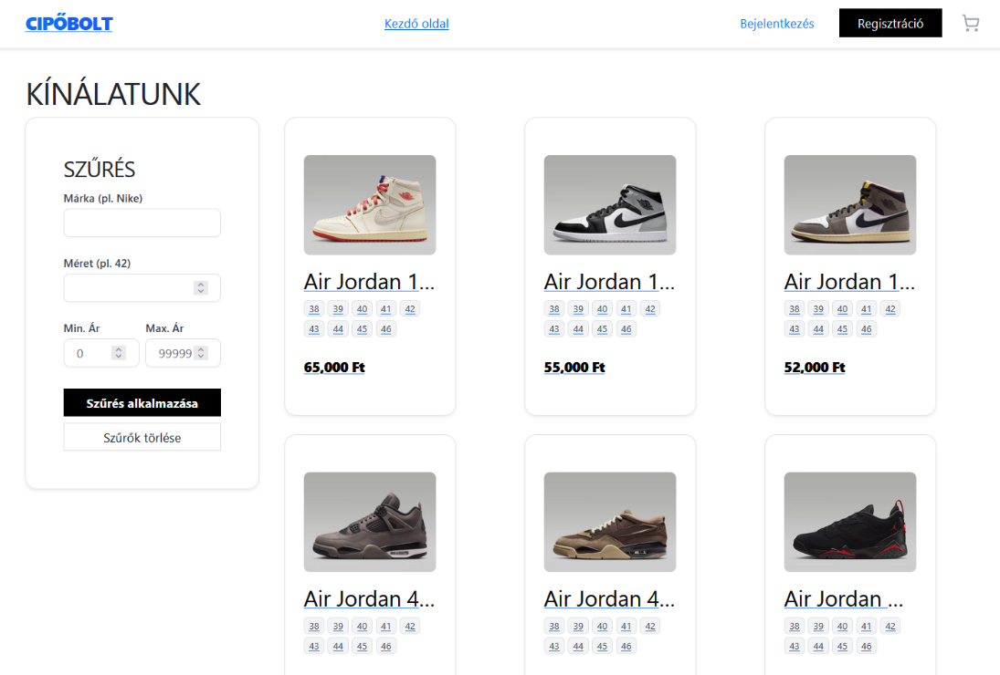 CIPŐBOLT
Kezdő oldal
Bejelentkezés
Regisztráció
KÍNÁLATUNK
SZŰRÉS
Márka (pl. Nike)
Méret (pl. 42)
Min. Ár
Max. Ár
0
99999
Szűrés alkalmazása
Szűrők törlése
Air Jordan 1...
38 39 40 41 42
43 44 45 46
65,000 Ft
Air Jordan 1...
38 39 40 41 42
43 44 45 46
55,000 Ft
Air Jordan 1...
38 39 40 41 42
43 44 45 46
52,000 Ft
Air Jordan 4...
38 39 40 41 42
43 44 45 46
Air Jordan 4...
38 39 40 41 42
43 44 45 46
Air Jordan ...
38 39 40 41 42
43 44 45 46